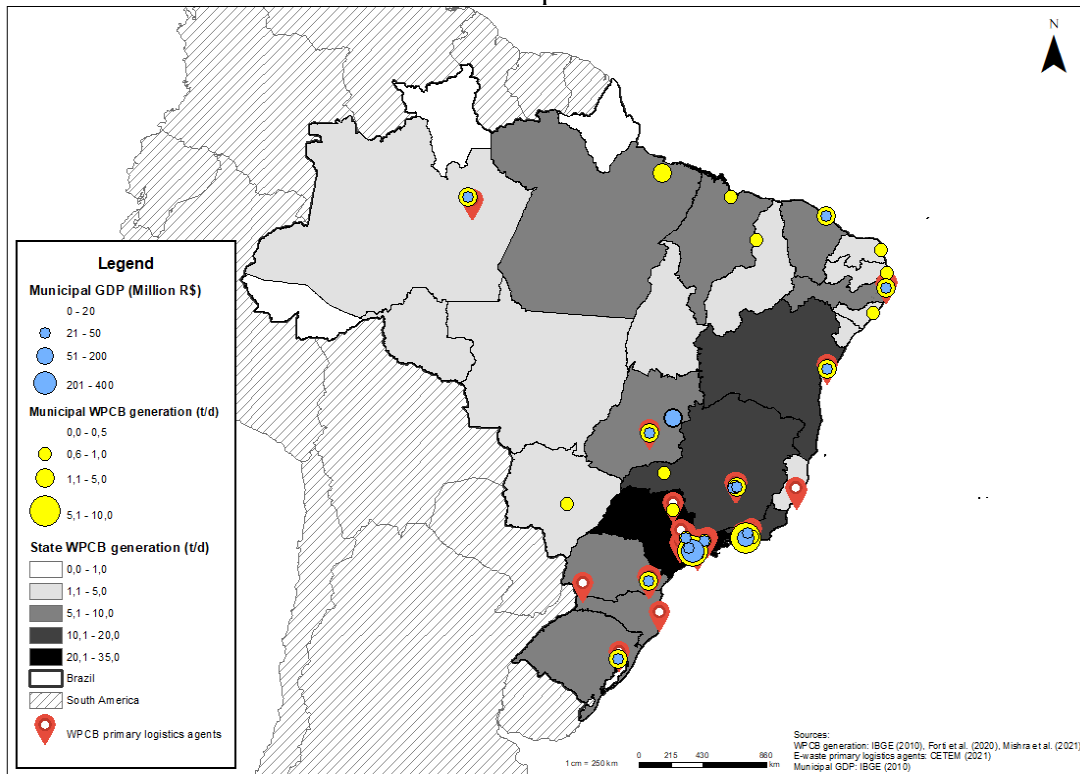 N
Legend
Municipal GDP (Million R$)
0 - 20
21 - 50
51 - 200
201 - 400
Municipal WPCB generation (t/d)
0,0 - 0,5
0,6 - 1,0
1,1 - 5,0
5,1 - 10,0
State WPCB generation (t/d)
0,0 - 1,0
1,1 - 5,0
5,1 - 10,0
10,1 - 20,0
20,1 - 35,0
Brazil
South America
WPCB primary logistics agents
1 cm = 250 km
0 215 430 860
km
Sources:
WPCB generation: IBGE (2010), Forti et al. (2020), Mishra et al. (2021)
E-waste primary logistics agents: CETEM (2021)
Municipal GDP: IBGE (2010)